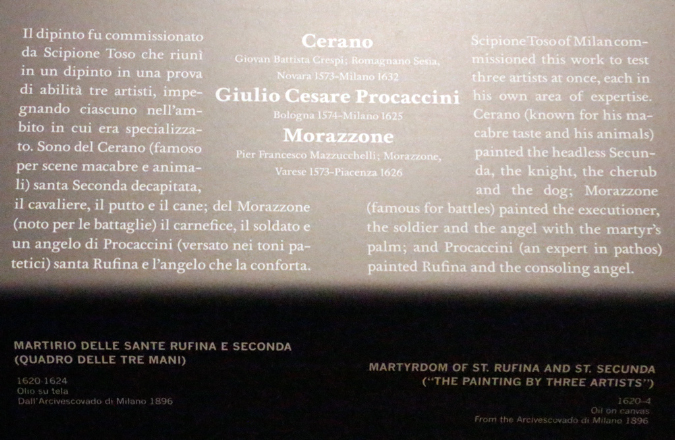 Il dipinto fu commissionato
da Scipione Toso che riunì
in un dipinto in una prova
di abilità tre artisti, impe-
gnando ciascuno nell'am-
bito in cui era specializza-
to. Sono del Cerano (famoso
per scene macabre e anima-
li) santa Seconda decapitata,
il cavaliere, il putto e il cane; del Morazzone
(noto per le battaglie) il carnefice, il soldato e
un angelo di Procaccini (versato nei toni pa-
tetici) santa Rufina e l'angelo che la conforta.
Cerano
Giovan Battista Crespi; Romagnano Sesia,
Novara 1573-Milano 1632
Giulio Cesare Procaccini
Bologna 1574-Milano 1625
Morazzone
Pier Francesco Mazzucchelli; Morazzone,
Varese 1573-Piacenza 1626
Scipione Toso of Milan com-
missioned this work to test
three artists at once, each in
his own area of expertise.
Cerano (known for his ma-
cabre taste and his animals)
painted the headless Secun-
da, the knight, the cherub
and the dog; Morazzone
(famous for battles) painted the executioner,
the soldier and the angel with the martyr's
palm; and Procaccini (an expert in pathos)
painted Rufina and the consoling angel.
MARTIRIO DELLE SANTE RUFINA E SECONDA
(QUADRO DELLE TRE MANI)
1620-1624
Olio su tela
Dall'Arcivescovado di Milano 1896
MARTYRDOM OF ST. RUFINA AND ST. SECUNDA
("THE PAINTING BY THREE ARTISTS")
1620-4
Oil on canvas
From the Arcivescovado di Milano 1896